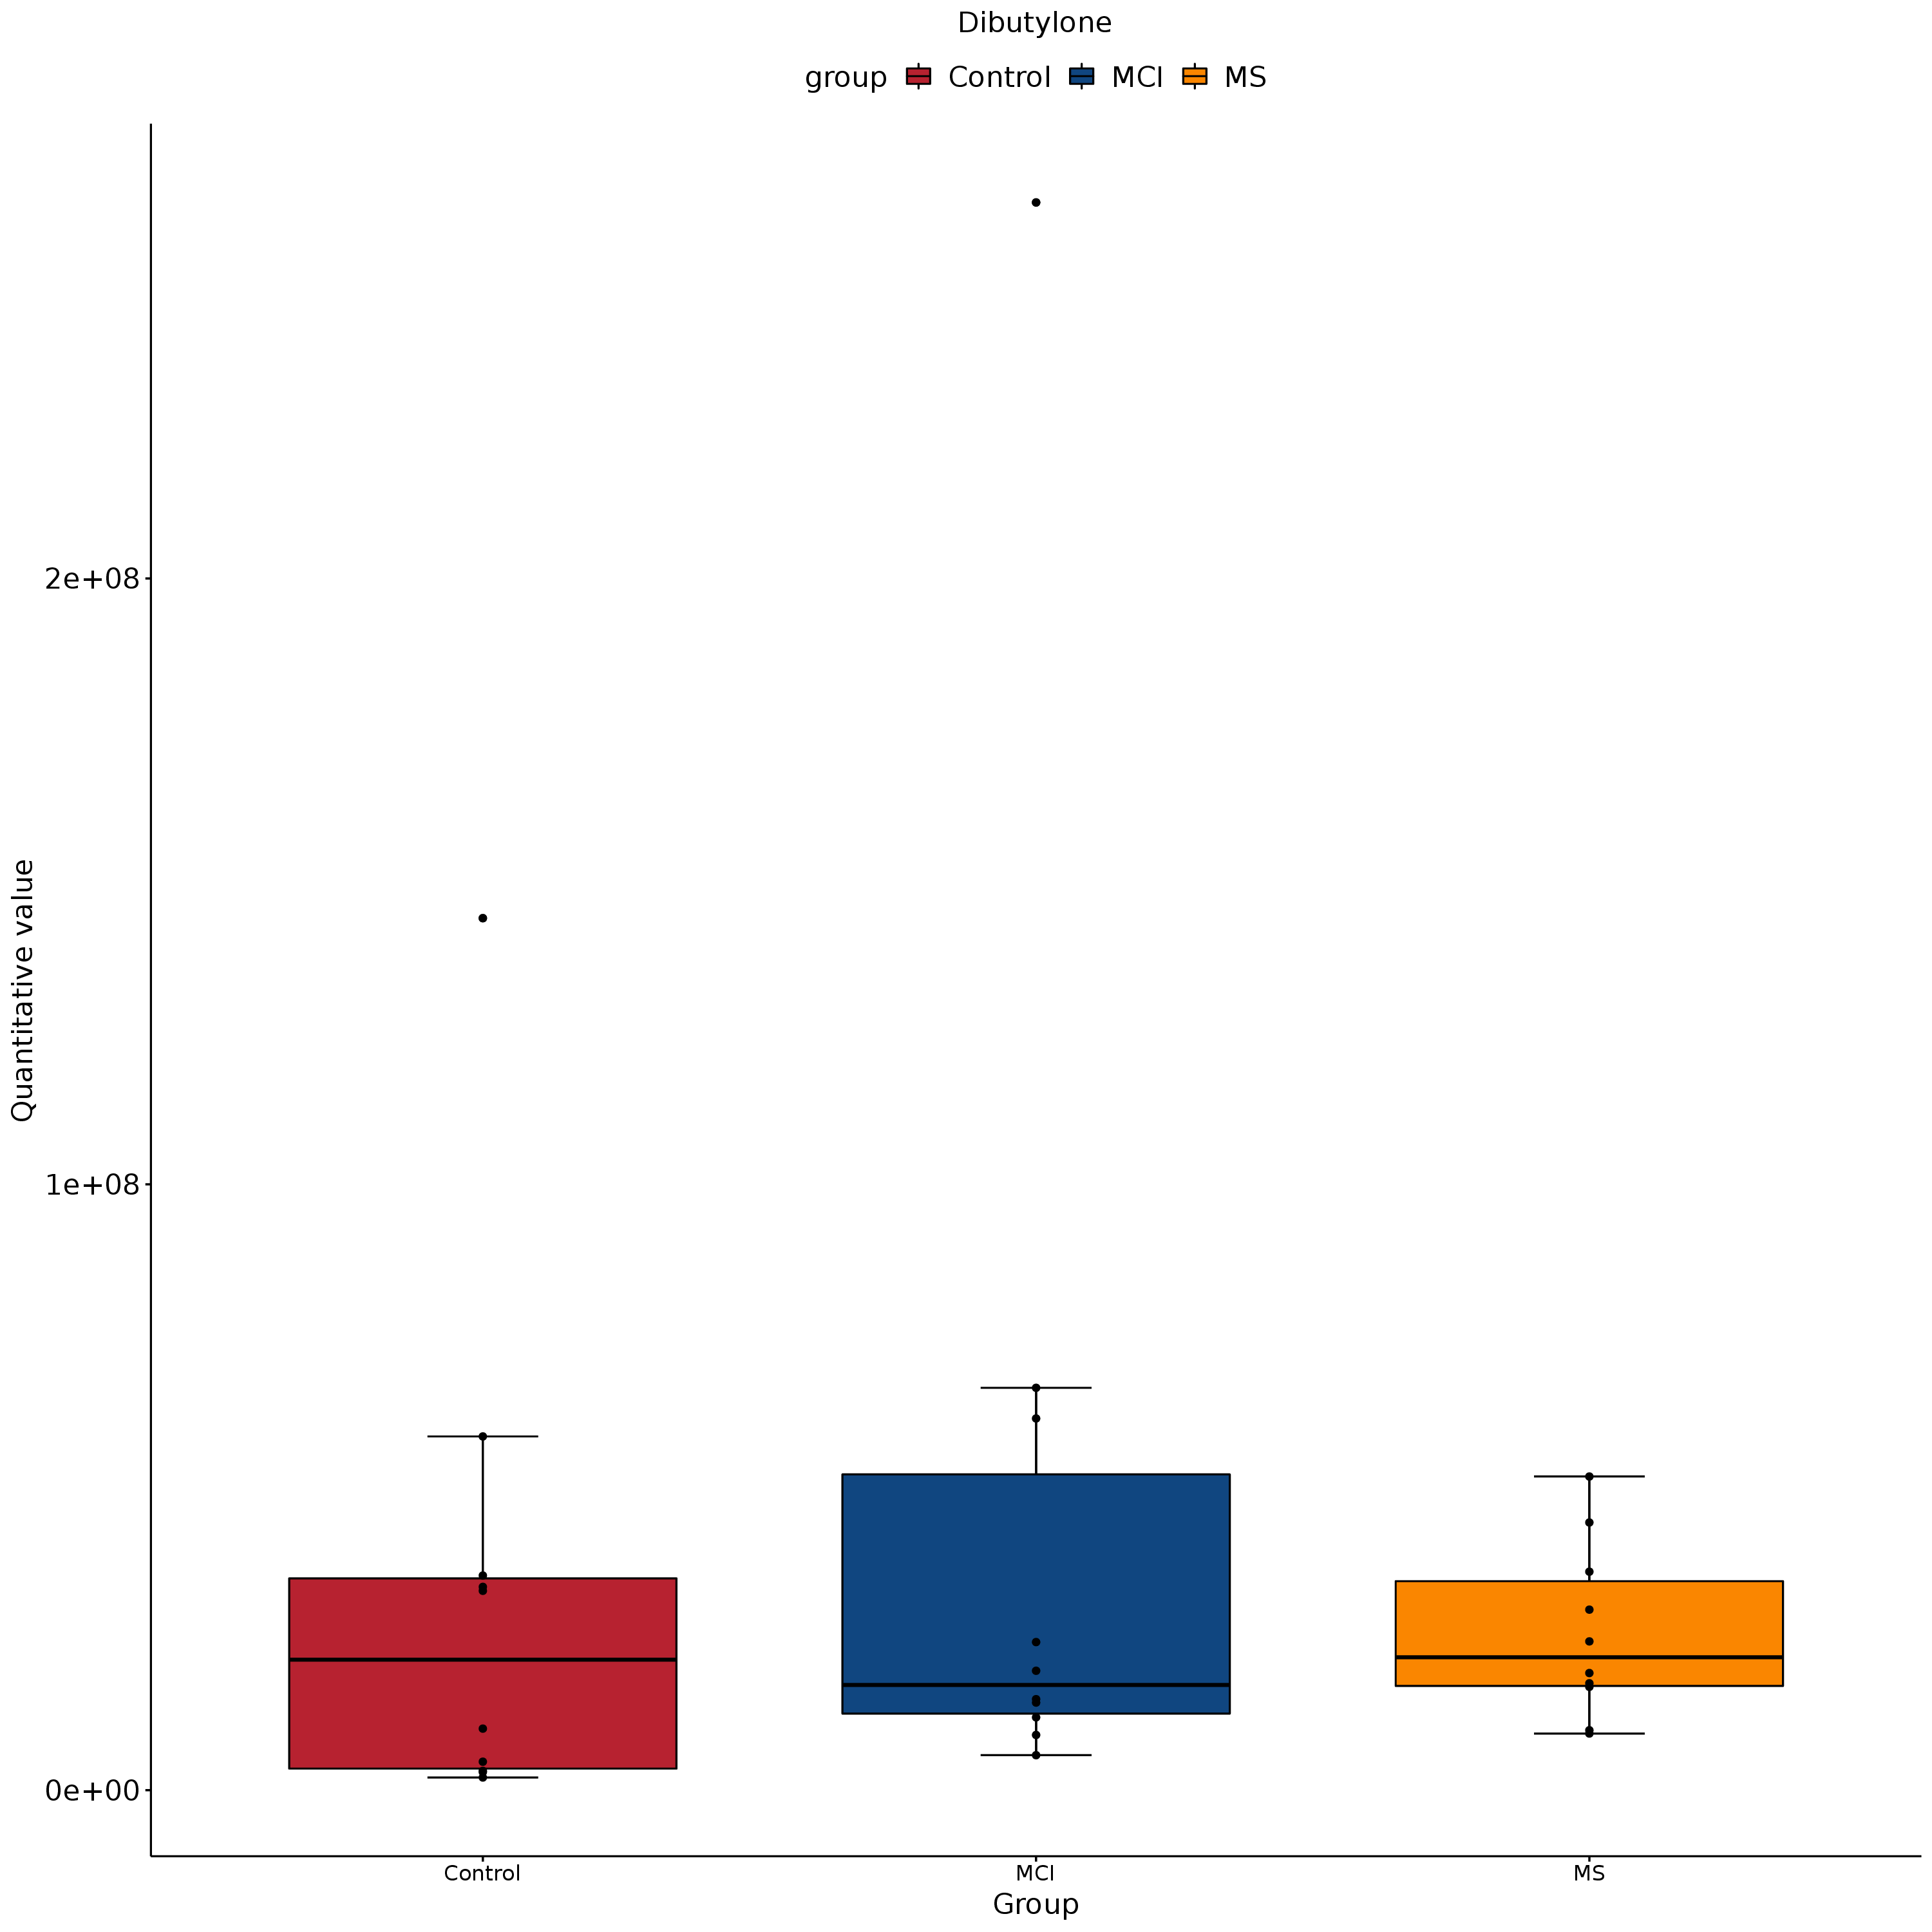 Dibutylone
group Control MCI MS
Quantitative value
2e+08
1e+08
0e+00
Control MCI MS
Group